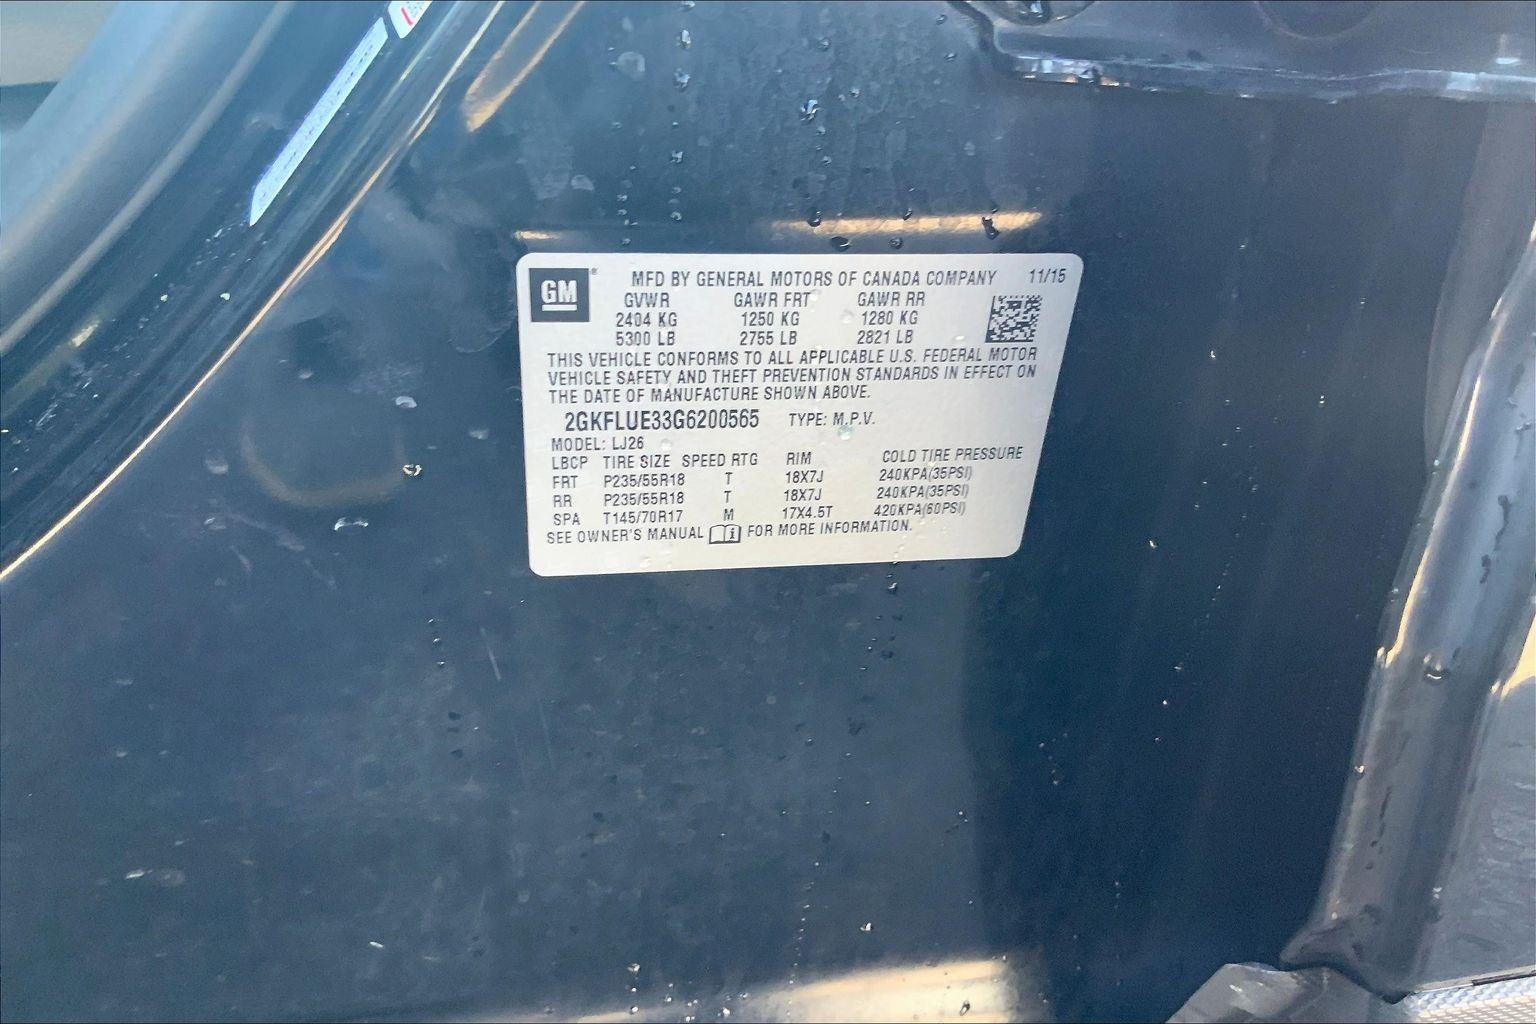 GM
MFD BY GENERAL MOTORS OF CANADA COMPANY 11/15
GVWR GAWR FRT GAWR RR
2404 KG 1250 KG 1280 KG
5300 LB 2755 LB 2821 LB
THIS VEHICLE CONFORMS TO ALL APPLICABLE U.S. FEDERAL MOTOR
VEHICLE SAFETY AND THEFT PREVENTION STANDARDS IN EFFECT ON
THE DATE OF MANUFACTURE SHOWN ABOVE.
2GKFLUE33G6200565 TYPE: M.P.V.
MODEL: LJ26
LBCP TIRE SIZE SPEED RTG RIM COLD TIRE PRESSURE
FRT P235/55R18 T 18X7J 240KPA(35PSI)
RR P235/55R18 T 18X7J 240KPA(35PSI)
SPA T145/70R17 M 17X4.5T 420KPA(60PSI)
SEE OWNER'S MANUAL i FOR MORE INFORMATION.